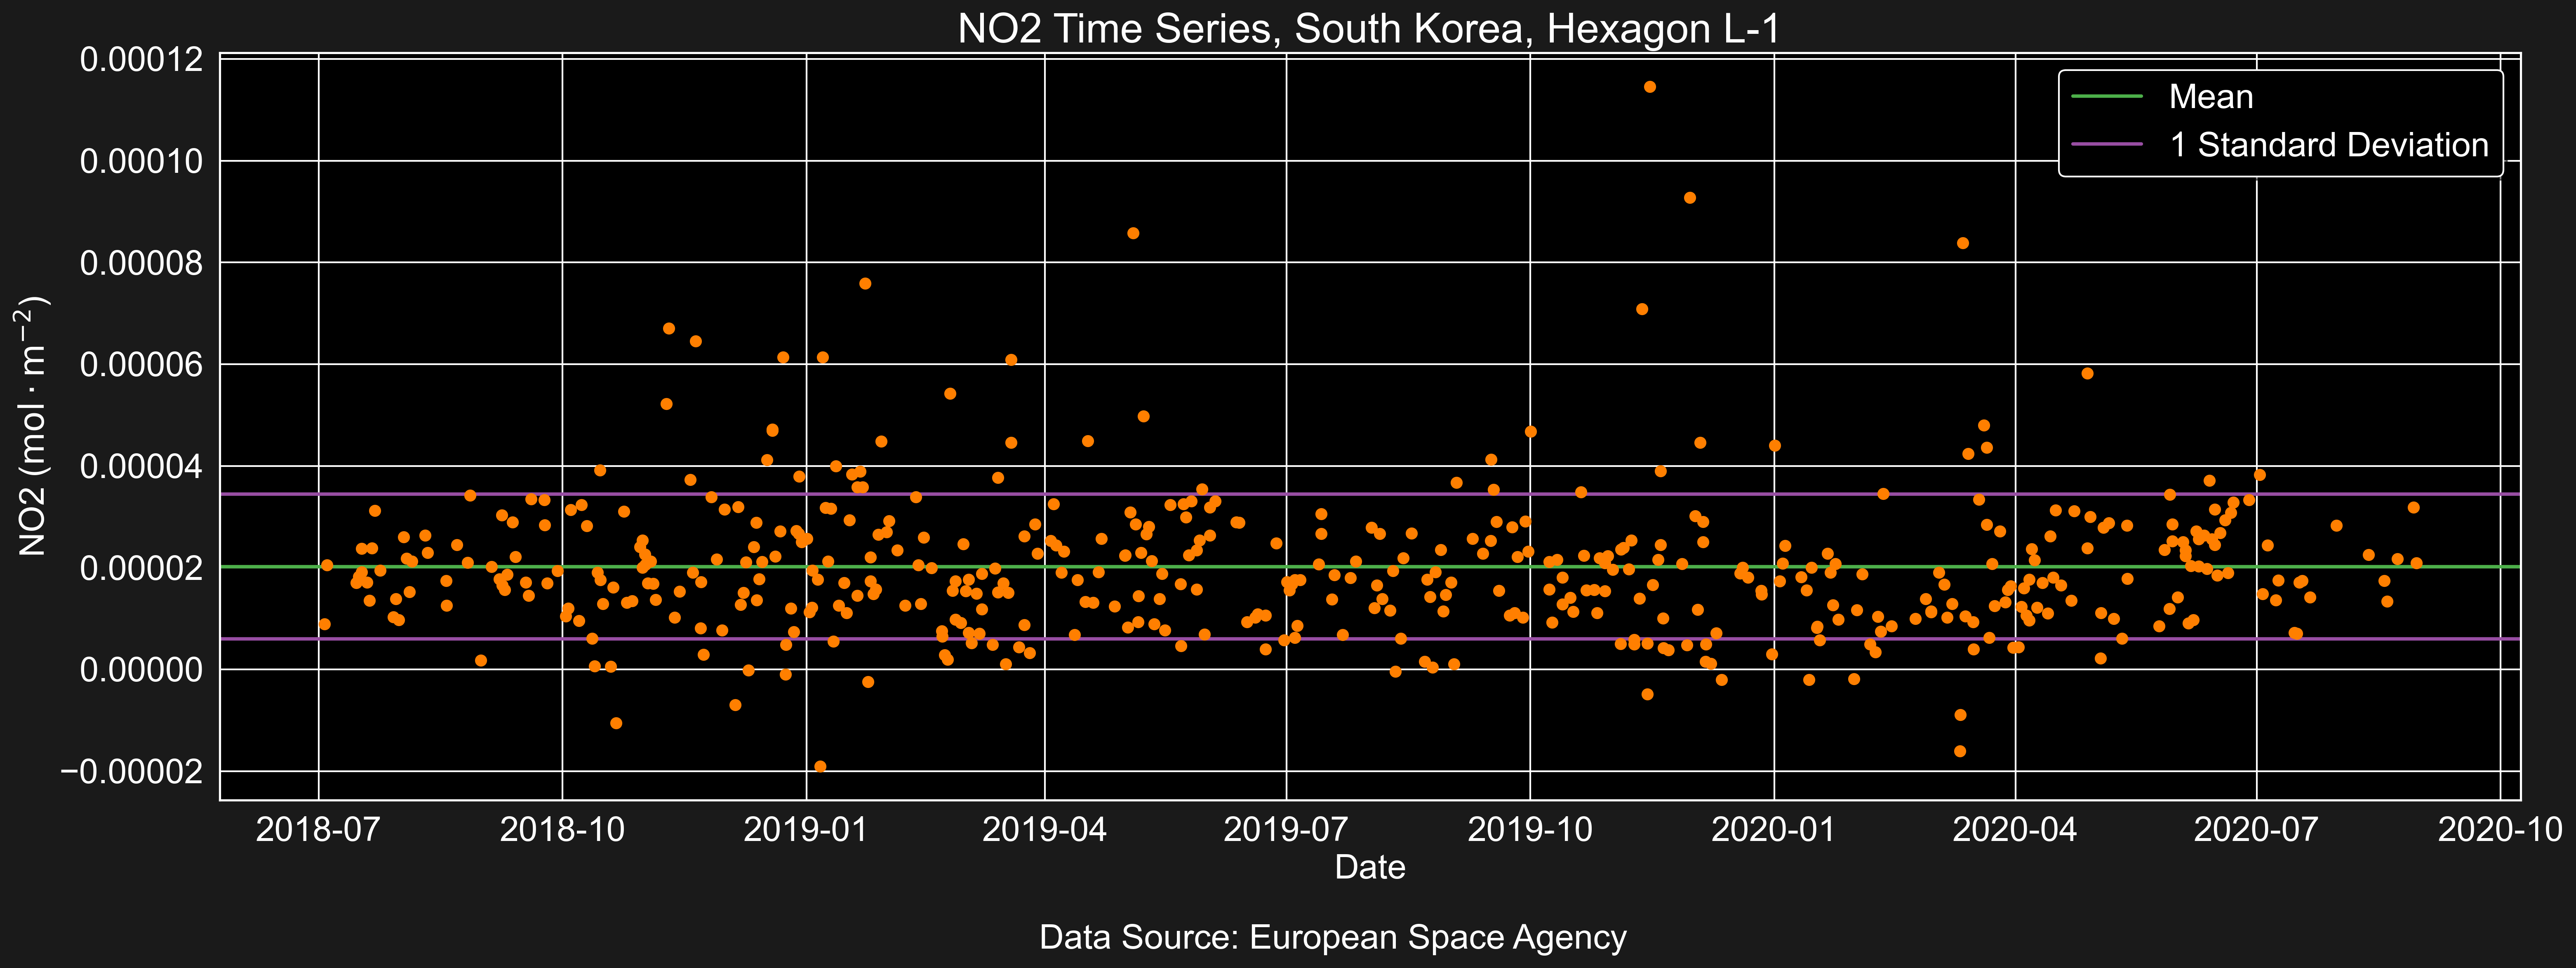 NO2 Time Series, South Korea, Hexagon L-1
0.00012
0.00010
0.00008
0.00006
0.00004
0.00002
0.00000
−0.00002
NO2 (mol · m⁻²)
Mean
1 Standard Deviation
2018-07 2018-10 2019-01 2019-04 2019-07 2019-10 2020-01 2020-04 2020-07 2020-10
Date
Data Source: European Space Agency